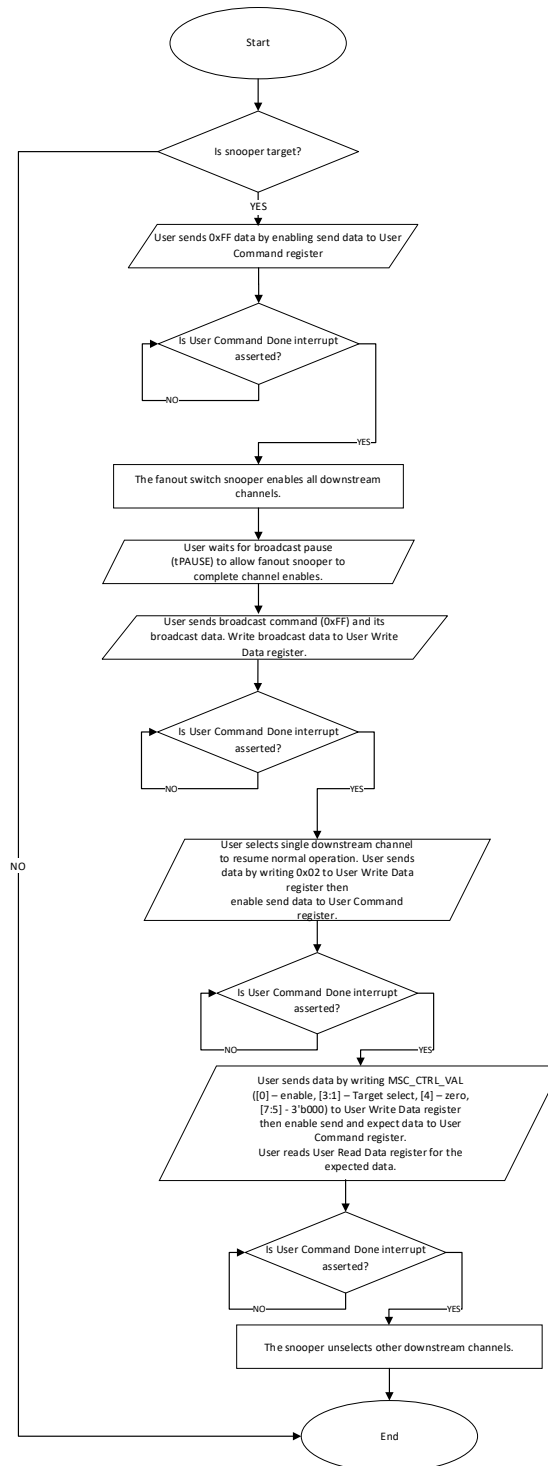 Start
Is snooper target?
YES
User sends 0xFF data by enabling send data to User
Command register
Is User Command Done interrupt
asserted?
NO
YES
The fanout switch snooper enables all downstream
channels.
User waits for broadcast pause
(tPAUSE) to allow fanout snooper to
complete channel enables.
User sends broadcast command (0xFF) and its
broadcast data. Write broadcast data to User Write
Data register.
Is User Command Done interrupt
asserted?
NO
YES
User selects single downstream channel
to resume normal operation. User sends
data by writing 0x02 to User Write Data
register then
enable send data to User Command
register.
NO
Is User Command Done interrupt
asserted?
NO
YES
User sends data by writing MSC_CTRL_VAL
([0] – enable, [3:1] – Target select, [4] – zero,
[7:5] - 3'b000) to User Write Data register
then enable send and expect data to User
Command register.
User reads User Read Data register for the
expected data.
Is User Command Done interrupt
asserted?
NO
YES
The snooper unselects other downstream channels.
End